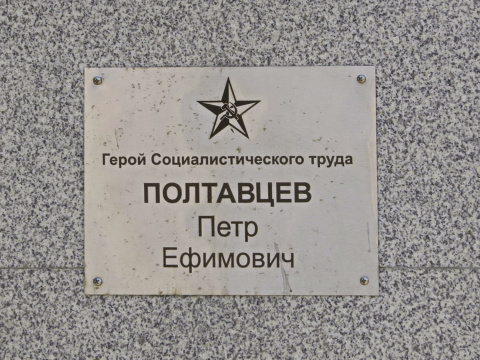 Герой Социалистического труда
ПОЛТАВЦЕВ
Петр
Ефимович